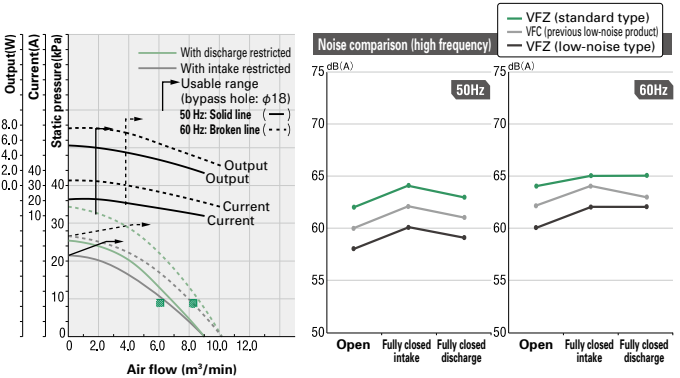 Output(W)
Current(A)
Static pressure(kPa)
With discharge restricted
With intake restricted
Usable range
(bypass hole: φ18)
50 Hz: Solid line (—)
60 Hz: Broken line (---)
8.0
6.0
4.0
2.0
0.0
40
30
20
10
40
30
20
10
0
Output
Output
Current
Current
0 2.0 4.0 6.0 8.0 10.0 12.0
Air flow (m³/min)
VFZ (standard type)
VFC (previous low-noise product)
VFZ (low-noise type)
Noise comparison (high frequency)
dB(A)
50Hz
75
70
65
60
55
50
Open
Fully closed intake
Fully closed discharge
dB(A)
60Hz
75
70
65
60
55
50
Open
Fully closed intake
Fully closed discharge